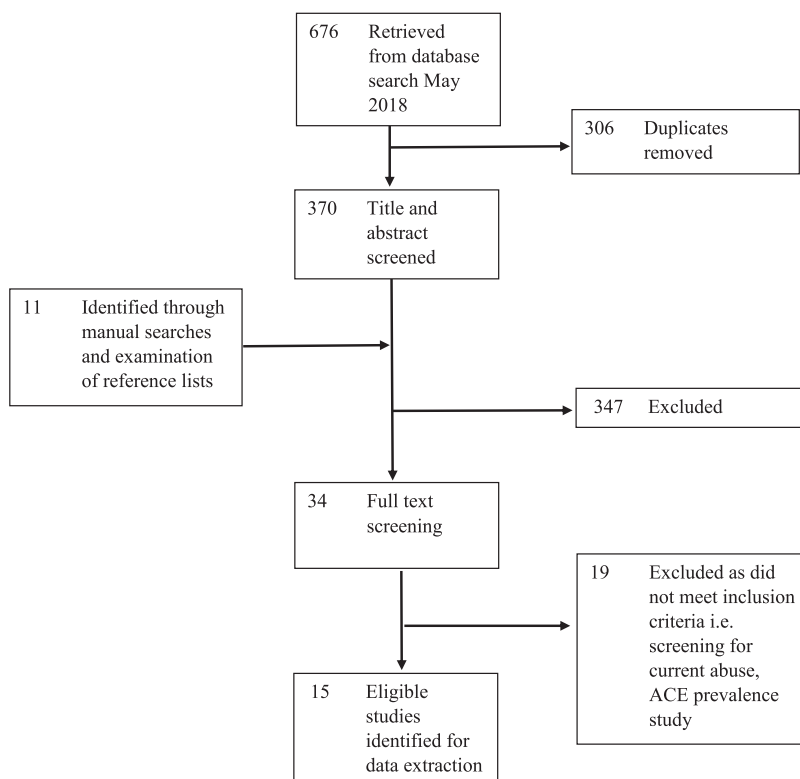 676 Retrieved
from database
search May
2018
306 Duplicates
removed
370 Title and
abstract
screened
11 Identified through
manual searches
and examination
of reference lists
347 Excluded
34 Full text
screening
19 Excluded as did
not meet inclusion
criteria i.e.
screening for
current abuse,
ACE prevalence
study
15 Eligible
studies
identified for
data extraction